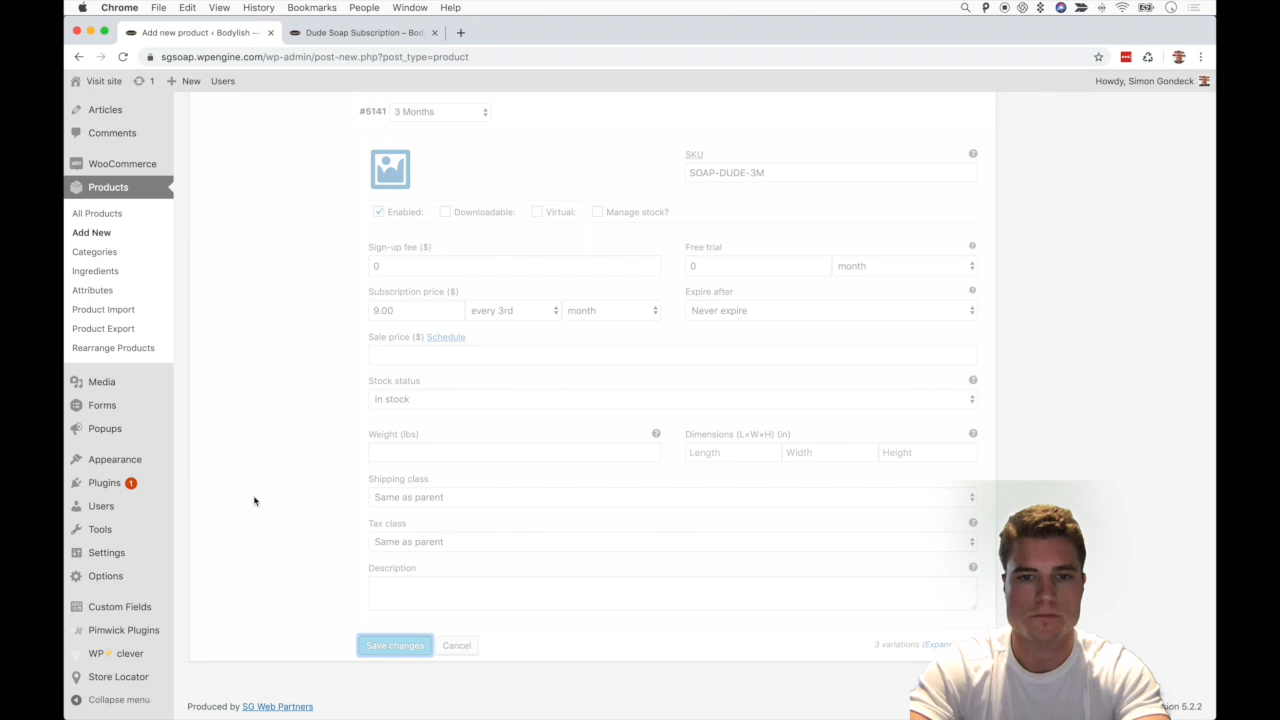 Chrome File Edit View History Bookmarks People Window Help
Add new product ‹ Bodylish —
Dude Soap Subscription – Bod
sgsoap.wpengine.com/wp-admin/post-new.php?post_type=product
Visit site 1 New Users
Howdy, Simon Gondeck
Articles
Comments
WooCommerce
Products
All Products
Add New
Categories
Ingredients
Attributes
Product Import
Product Export
Rearrange Products
Media
Forms
Popups
Appearance
Plugins 1
Users
Tools
Settings
Options
Custom Fields
Pimwick Plugins
WP clever
Store Locator
Collapse menu
#5141 3 Months
SKU
SOAP-DUDE-3M
Enabled: Downloadable: Virtual: Manage stock?
Sign-up fee ($)
0
Free trial
0 month
Subscription price ($)
9.00 every 3rd month
Expire after
Never expire
Sale price ($) Schedule
Stock status
In stock
Weight (lbs)
Dimensions (L×W×H) (in)
Length Width Height
Shipping class
Same as parent
Tax class
Same as parent
Description
Save changes Cancel
3 variations (Expan
Produced by SG Web Partners
sion 5.2.2